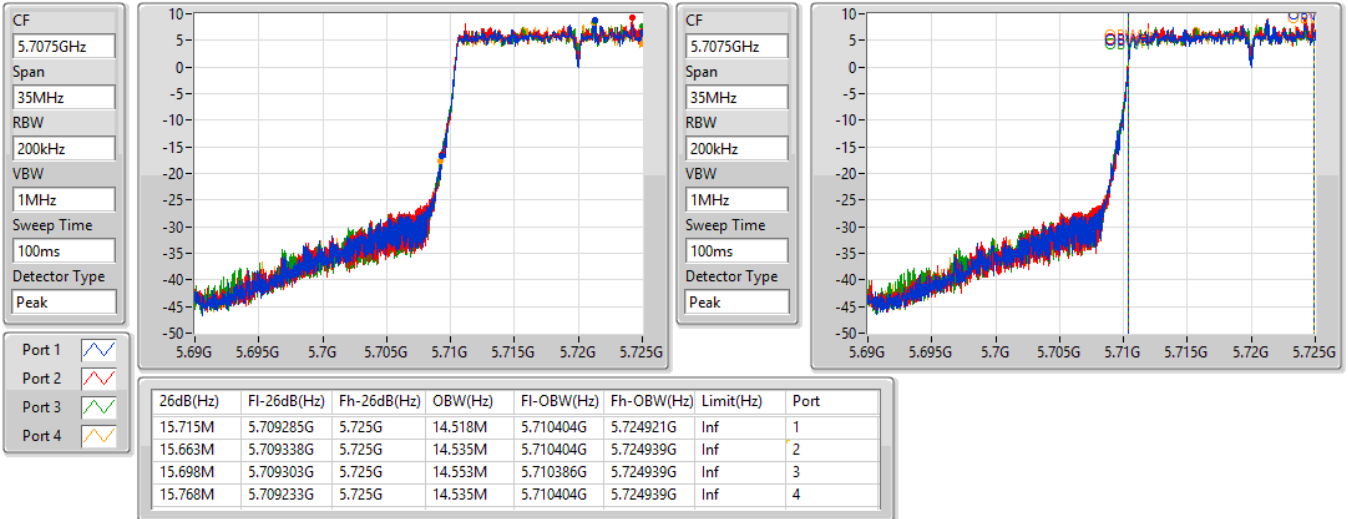 CF
5.7075GHz
Span
35MHz
RBW
200kHz
VBW
1MHz
Sweep Time
100ms
Detector Type
Peak
10
5
0
-5
-10
-15
-20
-25
-30
-35
-40
-45
-50
5.69G 5.695G 5.7G 5.705G 5.71G 5.715G 5.72G 5.725G
CF
5.7075GHz
Span
35MHz
RBW
200kHz
VBW
1MHz
Sweep Time
100ms
Detector Type
Peak
10
5
0
-5
-10
-15
-20
-25
-30
-35
-40
-45
-50
5.69G 5.695G 5.7G 5.705G 5.71G 5.715G 5.72G 5.725G
Port 1
Port 2
Port 3
Port 4
26dB(Hz) Fl-26dB(Hz) Fh-26dB(Hz) OBW(Hz) Fl-OBW(Hz) Fh-OBW(Hz) Limit(Hz) Port
15.715M 5.709285G 5.725G 14.518M 5.710404G 5.724921G Inf 1
15.663M 5.709338G 5.725G 14.535M 5.710404G 5.724939G Inf 2
15.698M 5.709303G 5.725G 14.553M 5.710386G 5.724939G Inf 3
15.768M 5.709233G 5.725G 14.535M 5.710404G 5.724939G Inf 4